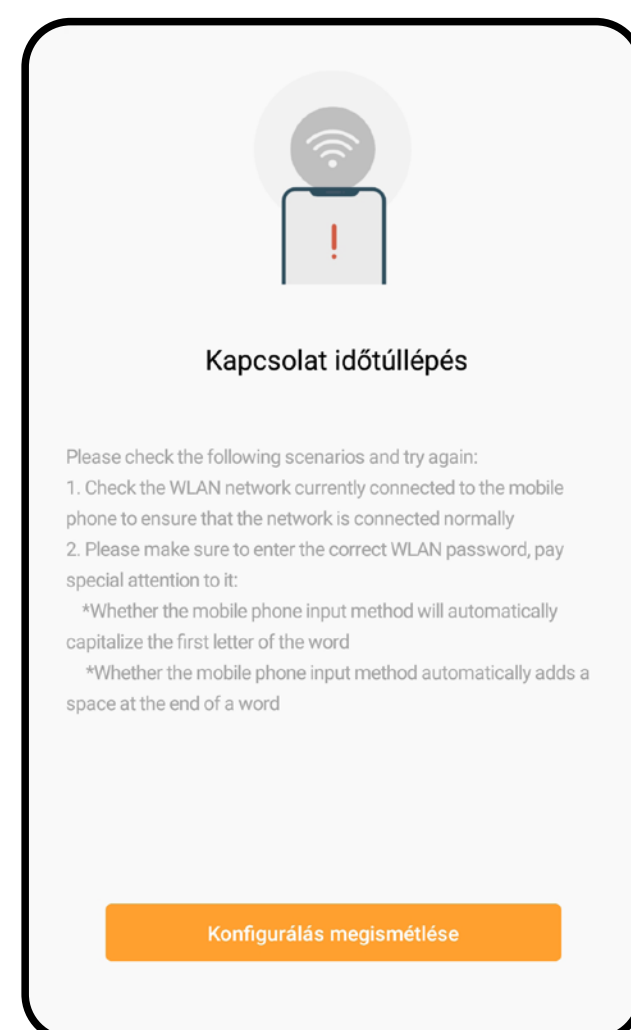 Kapcsolat időtúllépés
Please check the following scenarios and try again:
1. Check the WLAN network currently connected to the mobile
phone to ensure that the network is connected normally
2. Please make sure to enter the correct WLAN password, pay
special attention to it:
*Whether the mobile phone input method will automatically
capitalize the first letter of the word
*Whether the mobile phone input method automatically adds a
space at the end of a word
Konfigurálás megismétlése